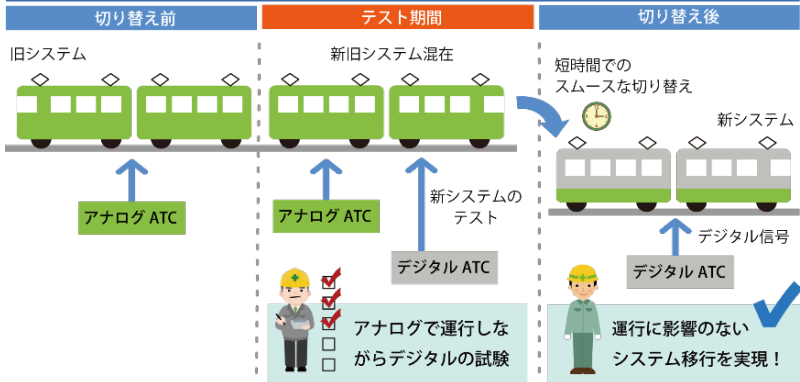 切り替え前
テスト期間
切り替え後
旧システム
新旧システム混在
短時間での
スムースな切り替え
新システム
アナログ ATC
アナログ ATC
新システムの
テスト
デジタル ATC
デジタル信号
デジタル ATC
アナログで運行しな
がらデジタルの試験
運行に影響のない
システム移行を実現！